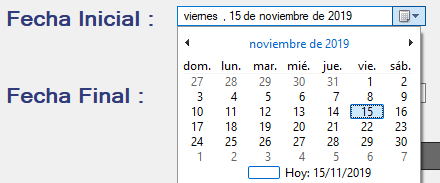 Fecha Inicial : viernes , 15 de noviembre de 2019
noviembre de 2019
dom. lun. mar. mié. jue. vie. sáb.
27 28 29 30 31 1 2
3 4 5 6 7 8 9
Fecha Final :
10 11 12 13 14 15 16
17 18 19 20 21 22 23
24 25 26 27 28 29 30
1 2 3 4 5 6 7
Hoy: 15/11/2019